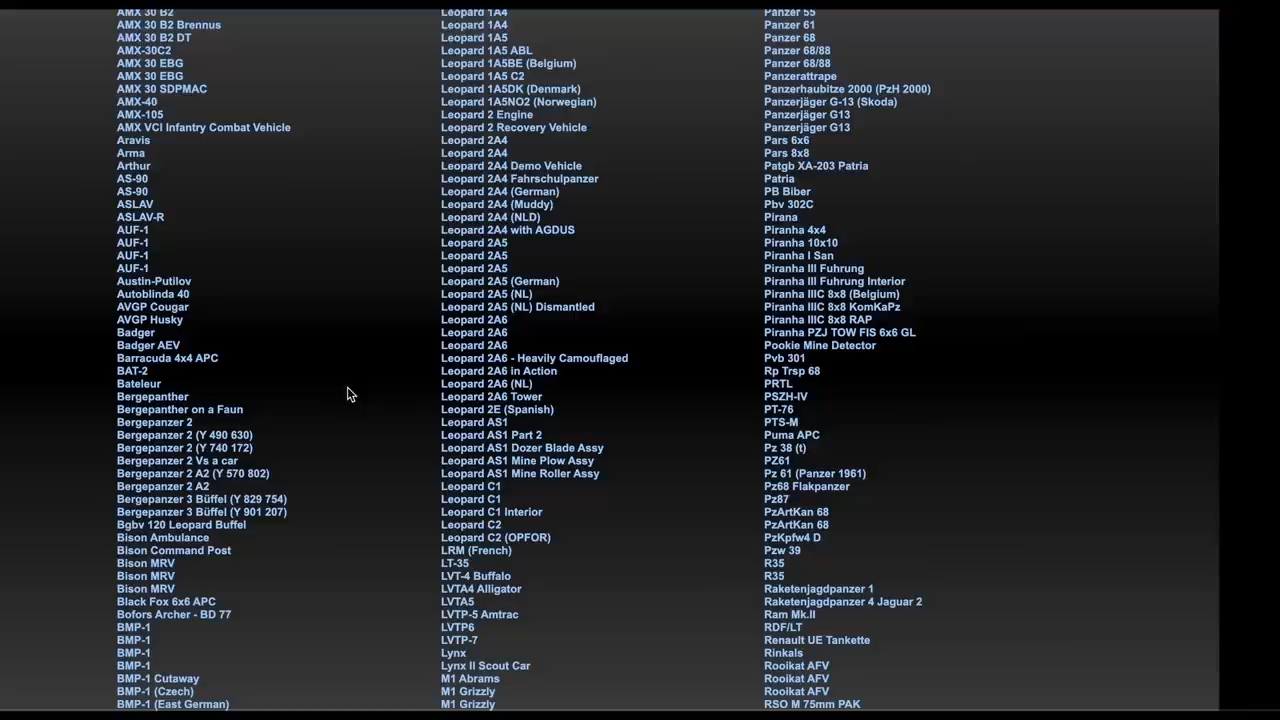 AMX 30 B2
AMX 30 B2 Brennus
AMX 30 B2 DT
AMX-30C2
AMX 30 EBG
AMX 30 EBG
AMX 30 SDPMAC
AMX-40
AMX-105
AMX VCI Infantry Combat Vehicle
Aravis
Arma
Arthur
AS-90
AS-90
ASLAV
ASLAV-R
AUF-1
AUF-1
AUF-1
AUF-1
Austin-Putilov
Autoblinda 40
AVGP Cougar
AVGP Husky
Badger
Badger AEV
Barracuda 4x4 APC
BAT-2
Bateleur
Bergepanther
Bergepanther on a Faun
Bergepanzer 2
Bergepanzer 2 (Y 490 630)
Bergepanzer 2 (Y 740 172)
Bergepanzer 2 Vs a car
Bergepanzer 2 A2 (Y 570 802)
Bergepanzer 2 A2
Bergepanzer 3 Büffel (Y 829 754)
Bergepanzer 3 Büffel (Y 901 207)
Bgbv 120 Leopard Buffel
Bison Ambulance
Bison Command Post
Bison MRV
Bison MRV
Bison MRV
Black Fox 6x6 APC
Bofors Archer - BD 77
BMP-1
BMP-1
BMP-1
BMP-1
BMP-1 Cutaway
BMP-1 (Czech)
BMP-1 (East German)
Leopard 1A4
Leopard 1A4
Leopard 1A5
Leopard 1A5 ABL
Leopard 1A5BE (Belgium)
Leopard 1A5 C2
Leopard 1A5DK (Denmark)
Leopard 1A5NO2 (Norwegian)
Leopard 2 Engine
Leopard 2 Recovery Vehicle
Leopard 2A4
Leopard 2A4
Leopard 2A4 Demo Vehicle
Leopard 2A4 Fahrschulpanzer
Leopard 2A4 (German)
Leopard 2A4 (Muddy)
Leopard 2A4 (NLD)
Leopard 2A4 with AGDUS
Leopard 2A5
Leopard 2A5
Leopard 2A5
Leopard 2A5 (German)
Leopard 2A5 (NL)
Leopard 2A5 (NL) Dismantled
Leopard 2A6
Leopard 2A6
Leopard 2A6
Leopard 2A6 - Heavily Camouflaged
Leopard 2A6 in Action
Leopard 2A6 (NL)
Leopard 2A6 Tower
Leopard 2E (Spanish)
Leopard AS1
Leopard AS1 Part 2
Leopard AS1 Dozer Blade Assy
Leopard AS1 Mine Plow Assy
Leopard AS1 Mine Roller Assy
Leopard C1
Leopard C1
Leopard C1 Interior
Leopard C2
Leopard C2 (OPFOR)
LRM (French)
LT-35
LVT-4 Buffalo
LVTA4 Alligator
LVTA5
LVTP-5 Amtrac
LVTP6
LVTP-7
Lynx
Lynx II Scout Car
M1 Abrams
M1 Grizzly
M1 Grizzly
Panzer 55
Panzer 61
Panzer 68
Panzer 68/88
Panzer 68/88
Panzerattrape
Panzerhaubitze 2000 (PzH 2000)
Panzerjäger G-13 (Skoda)
Panzerjäger G13
Panzerjäger G13
Pars 6x6
Pars 8x8
Patgb XA-203 Patria
Patria
PB Biber
Pbv 302C
Pirana
Piranha 4x4
Piranha 10x10
Piranha I San
Piranha III Fuhrung
Piranha III Fuhrung Interior
Piranha IIIC 8x8 (Belgium)
Piranha IIIC 8x8 KomKaPz
Piranha IIIC 8x8 RAP
Piranha PZJ TOW FIS 6x6 GL
Pookie Mine Detector
Pvb 301
Rp Trsp 68
PRTL
PSZH-IV
PT-76
PTS-M
Puma APC
Pz 38 (t)
PZ61
Pz 61 (Panzer 1961)
Pz68 Flakpanzer
Pz87
PzArtKan 68
PzArtKan 68
PzKpfw4 D
Pzw 39
R35
R35
Raketenjagdpanzer 1
Raketenjagdpanzer 4 Jaguar 2
Ram Mk.II
RDF/LT
Renault UE Tankette
Rinkals
Rooikat AFV
Rooikat AFV
Rooikat AFV
RSO M 75mm PAK